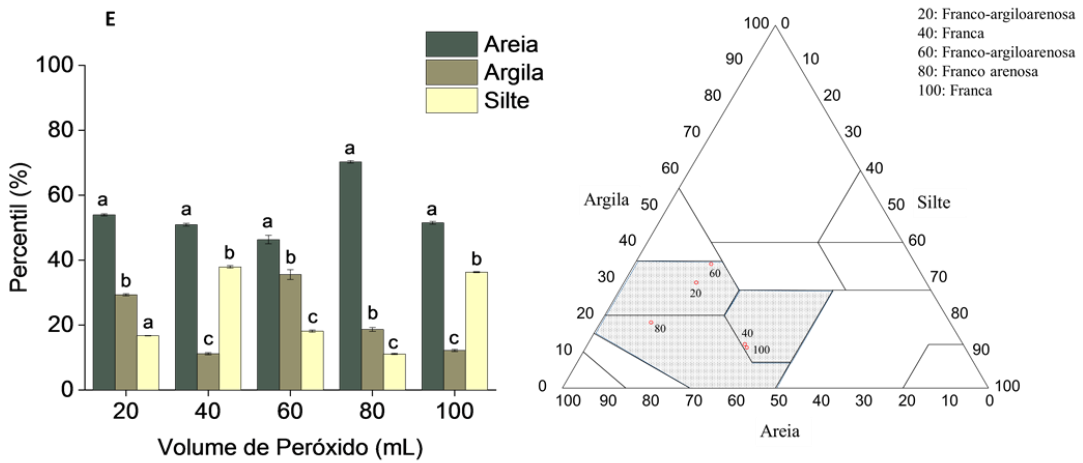 E
Areia
Argila
Silte
Percentil (%)
100
80
60
40
20
0
a b a
a c b
a b c
a b c
a c b
20 40 60 80 100
Volume de Peróxido (mL)
20: Franco-argiloarenosa
40: Franca
60: Franco-argiloarenosa
80: Franco arenosa
100: Franca
100 0
90 10
80 20
70 30
60 40
Argila 50 50 Silte
40 60
30 70
20 80
10 90
0 100
60
20
80
40
100
100 90 80 70 60 50 40 30 20 10 0
Areia